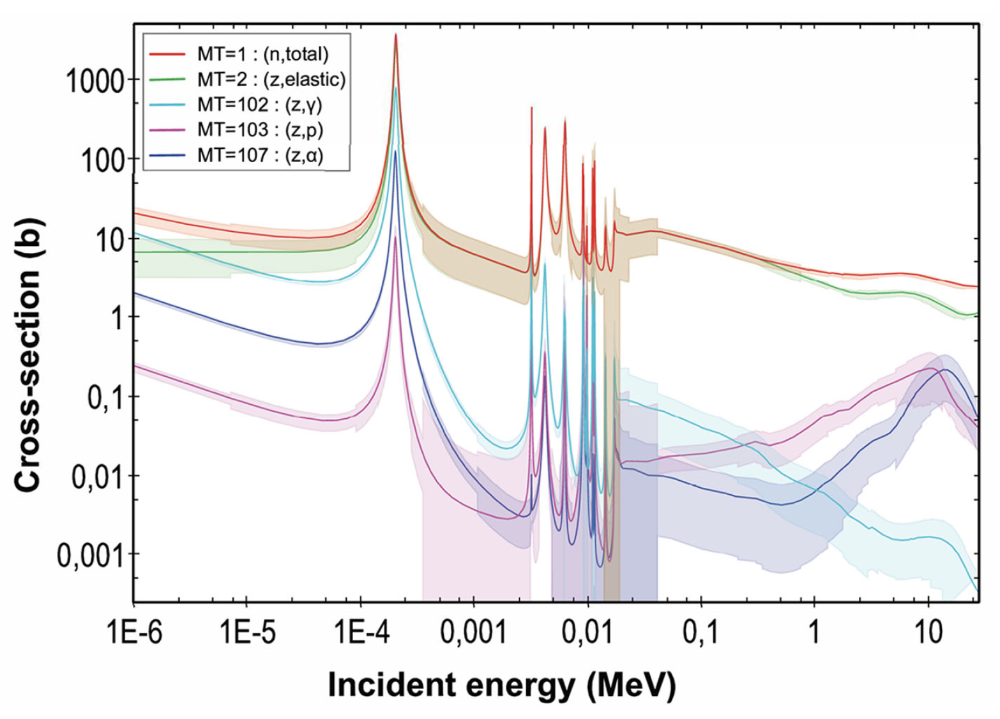 MT=1 : (n,total)
MT=2 : (z,elastic)
MT=102 : (z,γ)
MT=103 : (z,p)
MT=107 : (z,α)
Cross-section (b)
1000
100
10
1
0,1
0,01
0,001
1E-6 1E-5 1E-4 0,001 0,01 0,1 1 10
Incident energy (MeV)